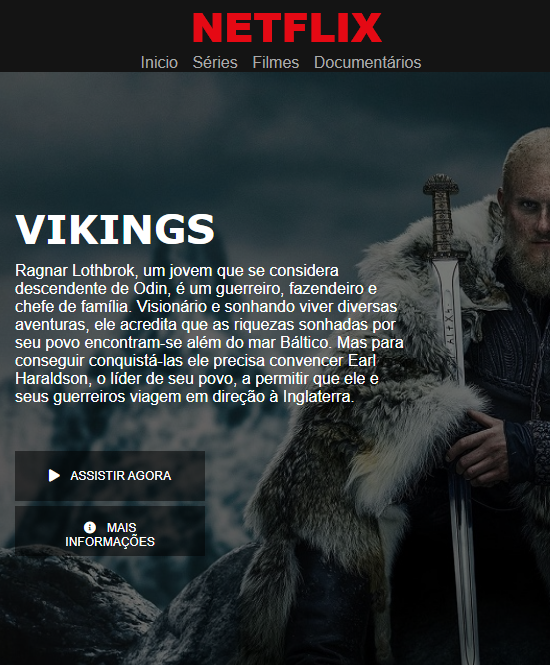 NETFLIX
Inicio Séries Filmes Documentários
VIKINGS
Ragnar Lothbrok, um jovem que se considera
descendente de Odin, é um guerreiro, fazendeiro e
chefe de família. Visionário e sonhando viver diversas
aventuras, ele acredita que as riquezas sonhadas por
seu povo encontram-se além do mar Báltico. Mas para
conseguir conquistá-las ele precisa convencer Earl
Haraldson, o líder de seu povo, a permitir que ele e
seus guerreiros viagem em direção à Inglaterra.
ASSISTIR AGORA
MAIS
INFORMAÇÕES